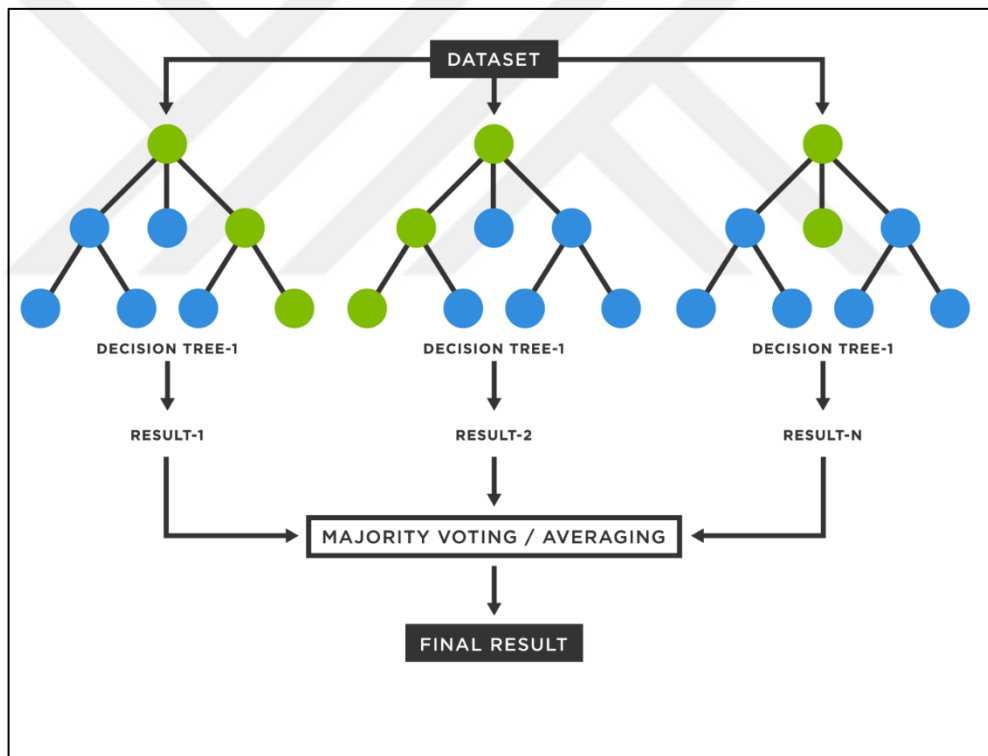 DATASET
DECISION TREE-1
DECISION TREE-1
DECISION TREE-1
RESULT-1
RESULT-2
RESULT-N
MAJORITY VOTING / AVERAGING
FINAL RESULT